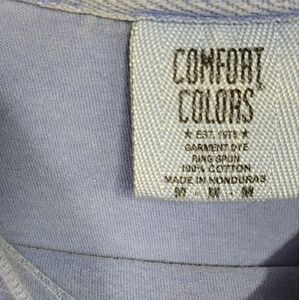 COMFORT
COLORS
★ EST. 1975 ★
GARMENT DYE
RING SPUN
100% COTTON
MADE IN HONDURAS